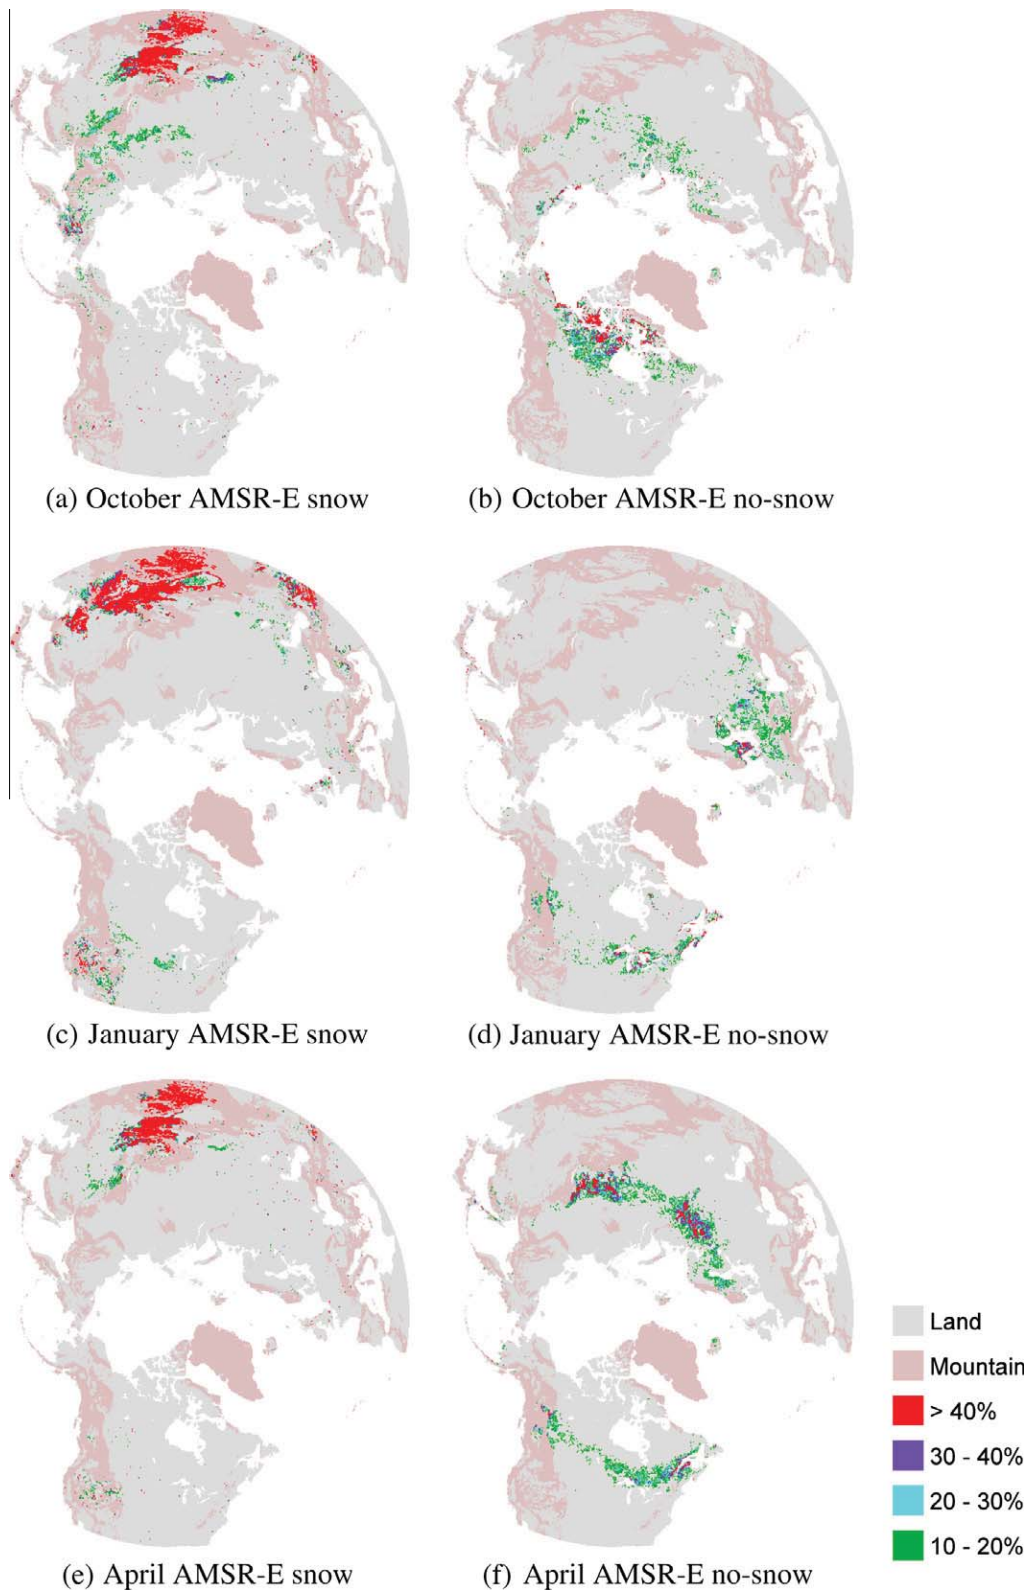 (a) October AMSR-E snow
(b) October AMSR-E no-snow
(c) January AMSR-E snow
(d) January AMSR-E no-snow
Land
Mountain
> 40%
30 - 40%
20 - 30%
10 - 20%
(e) April AMSR-E snow
(f) April AMSR-E no-snow